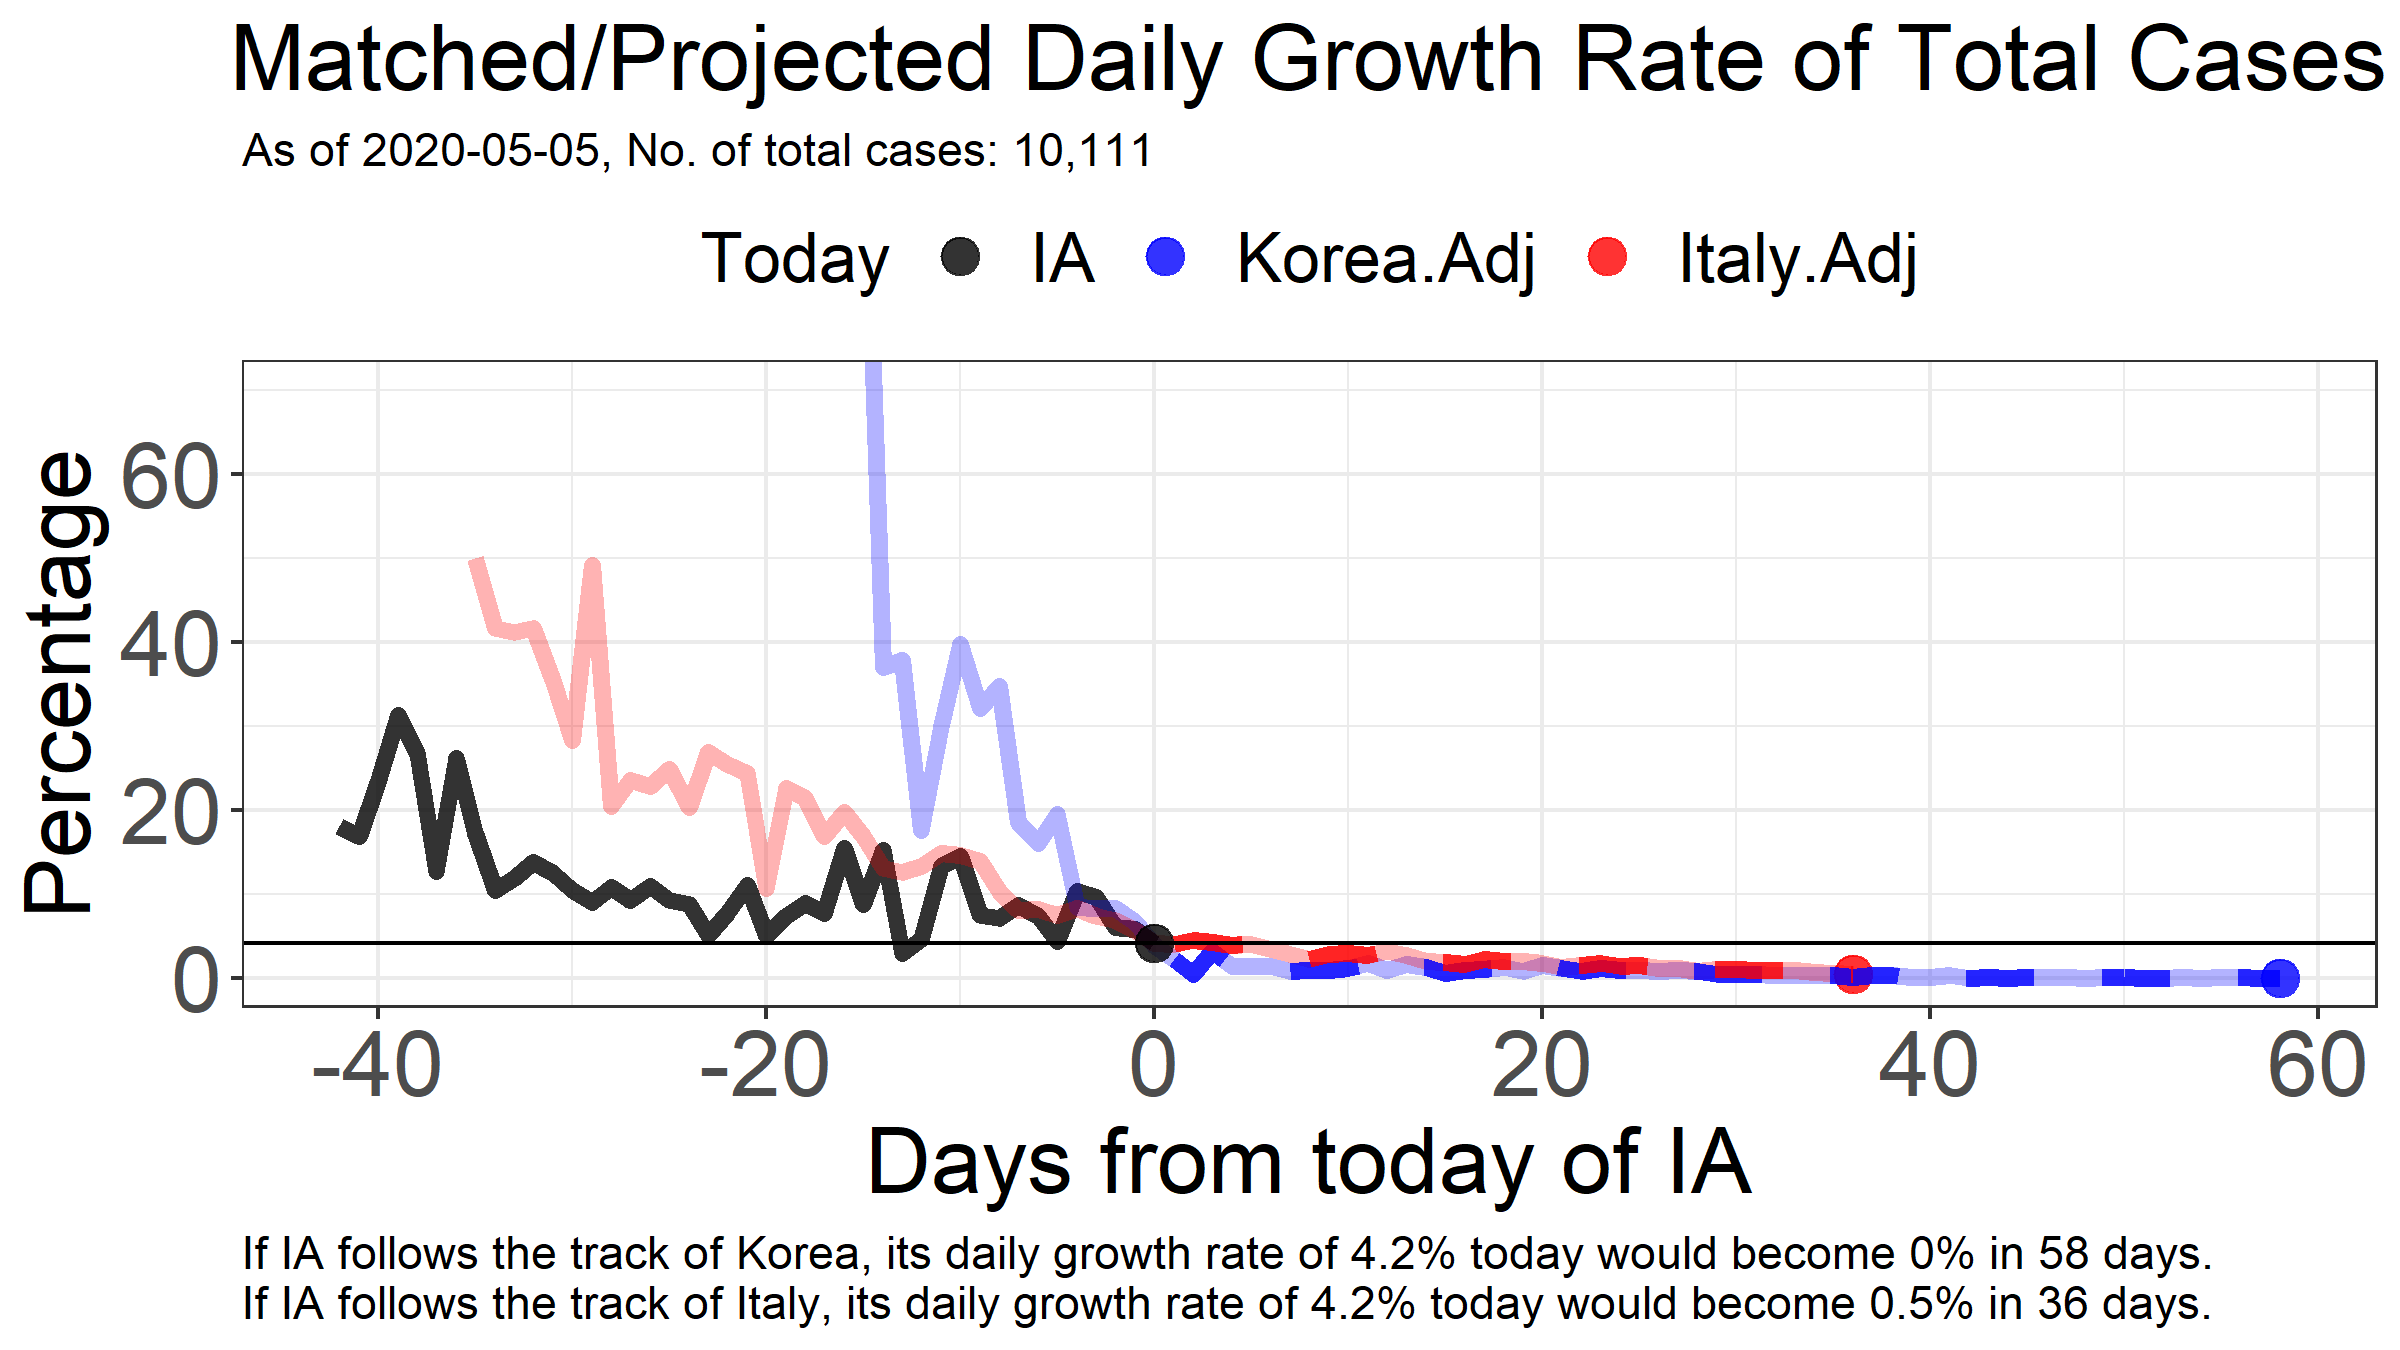 Matched/Projected Daily Growth Rate of Total Cases
As of 2020-05-05, No. of total cases: 10,111
Today IA Korea.Adj Italy.Adj
Percentage
60
40
20
0
-40 -20 0 20 40 60
Days from today of IA
If IA follows the track of Korea, its daily growth rate of 4.2% today would become 0% in 58 days.
If IA follows the track of Italy, its daily growth rate of 4.2% today would become 0.5% in 36 days.